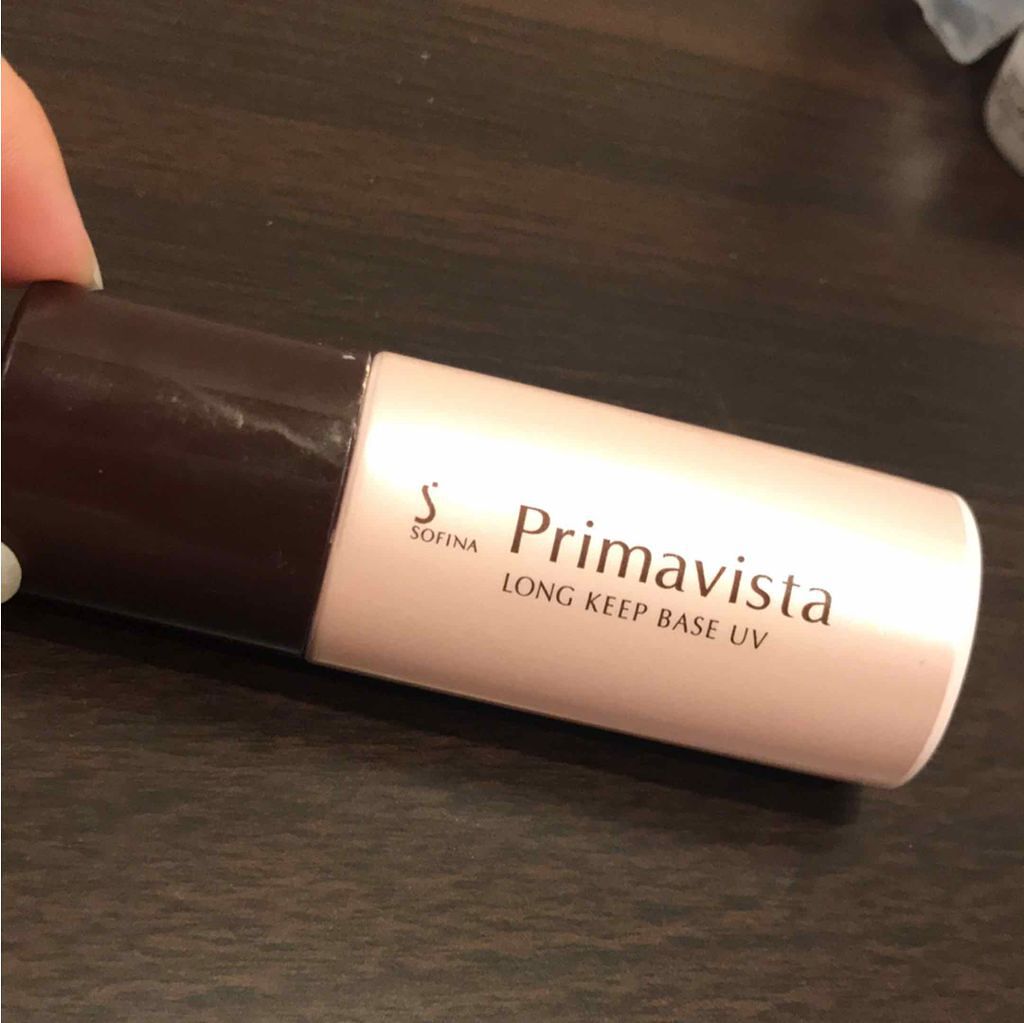 SOFINA
Primavista
LONG KEEP BASE UV